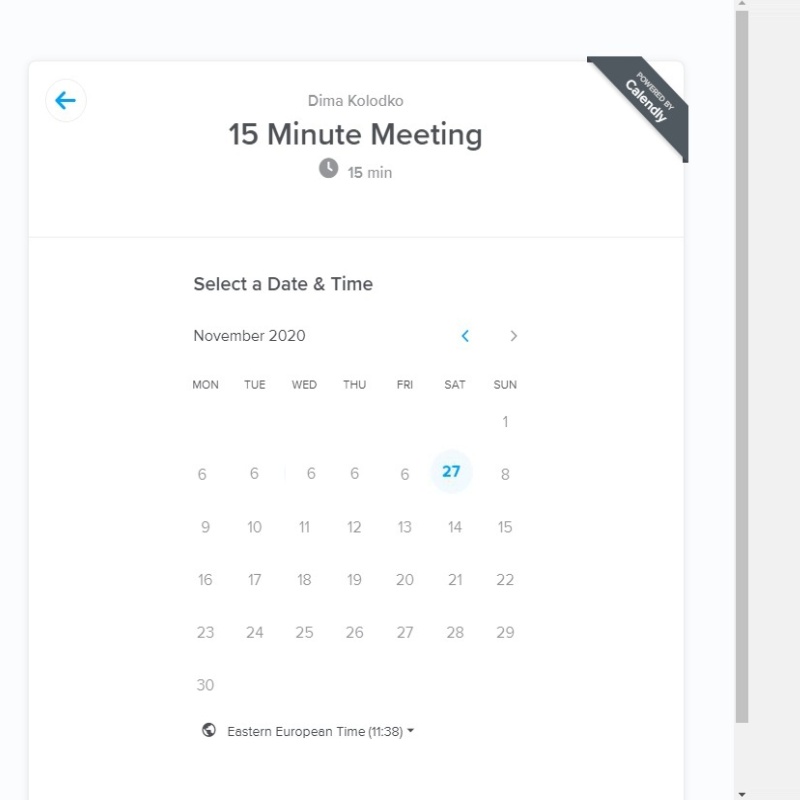 POWERED BY
Calendly
Dima Kolodko
15 Minute Meeting
15 min
Select a Date & Time
November 2020
MON TUE WED THU FRI SAT SUN
1
6 6 6 6 6 27 8
9 10 11 12 13 14 15
16 17 18 19 20 21 22
23 24 25 26 27 28 29
30
Eastern European Time (11:38)